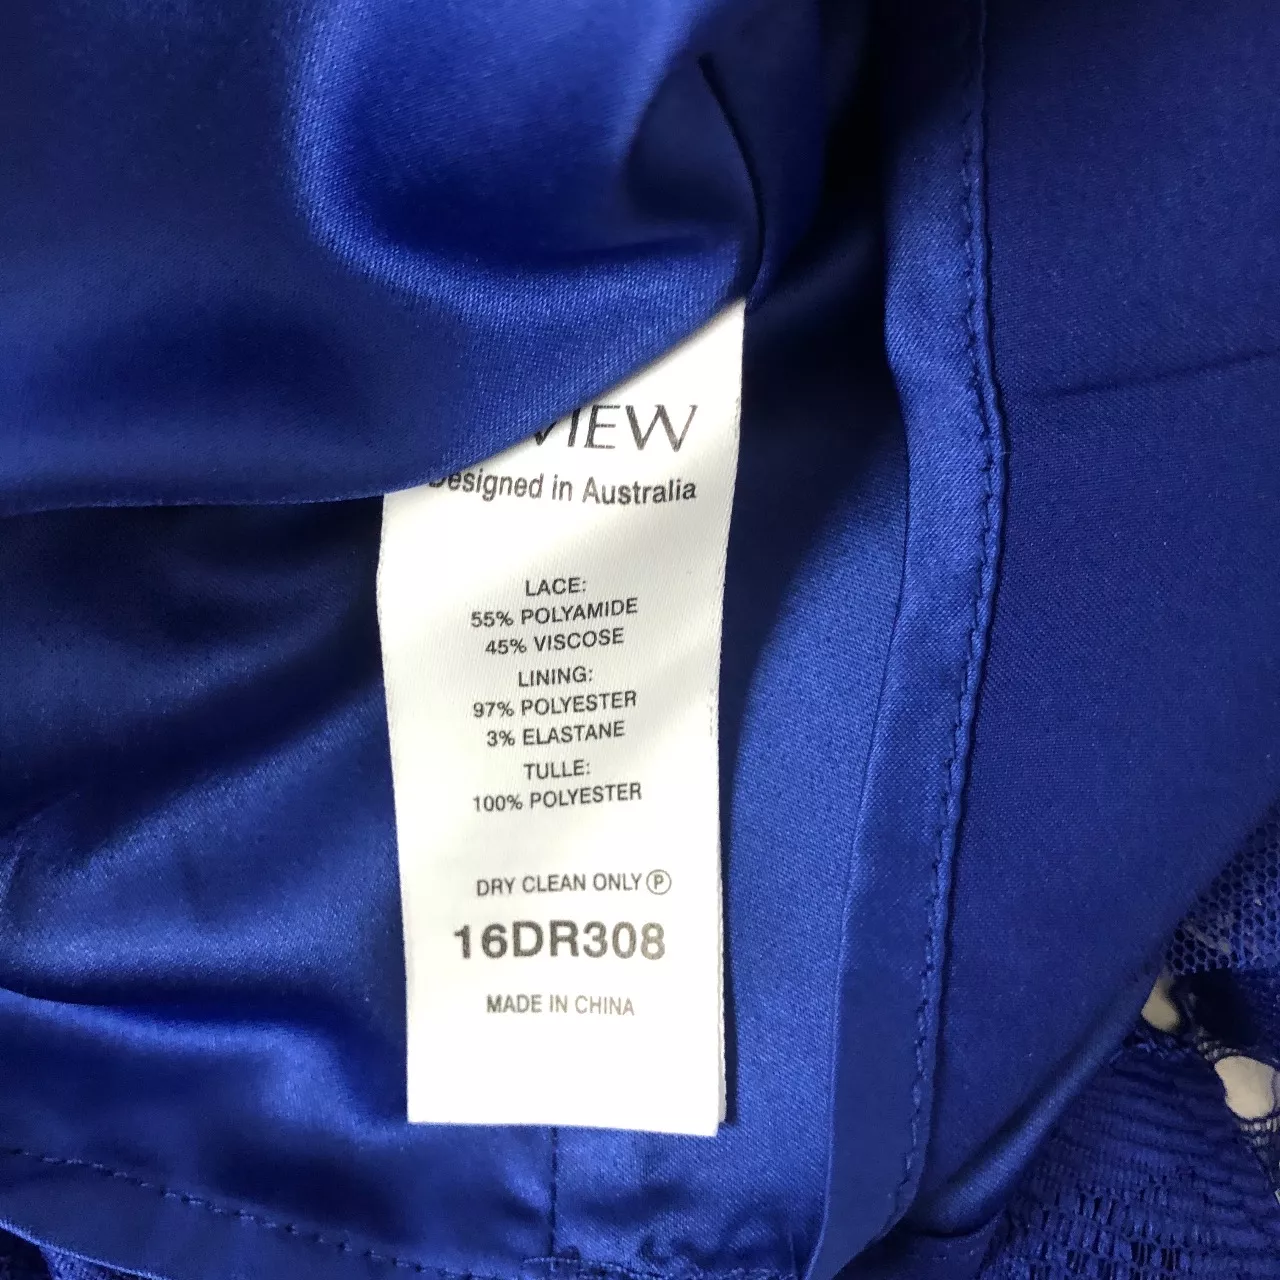 VIEW
Designed in Australia
LACE:
55% POLYAMIDE
45% VISCOSE
LINING:
97% POLYESTER
3% ELASTANE
TULLE:
100% POLYESTER
DRY CLEAN ONLY Ⓟ
16DR308
MADE IN CHINA